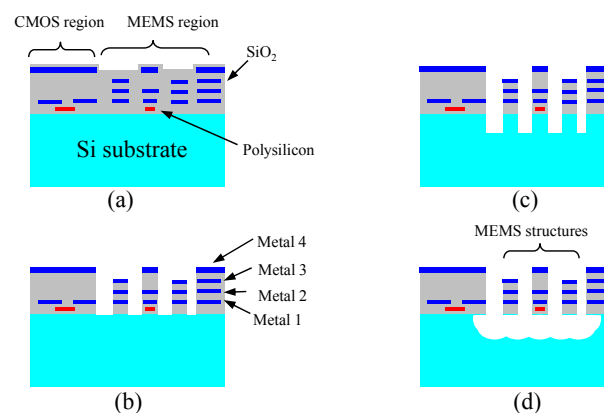 CMOS region
MEMS region
SiO₂
Si substrate
Polysilicon
(a)
(c)
Metal 4
Metal 3
Metal 2
Metal 1
(b)
MEMS structures
(d)